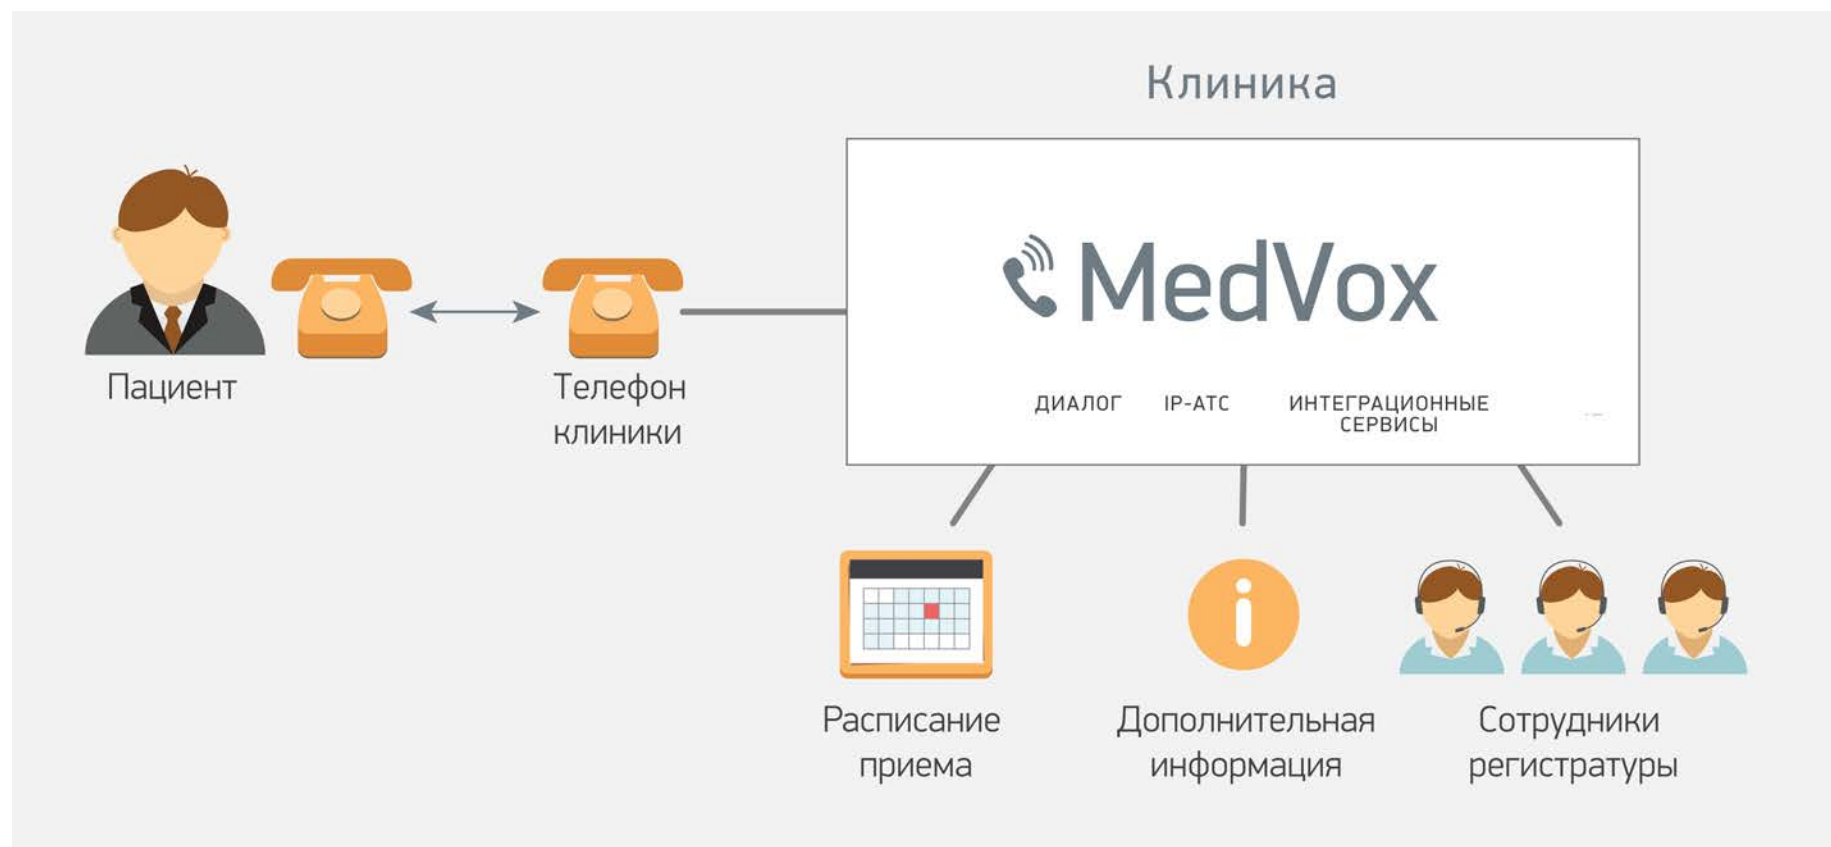 Клиника
MedVox
ДИАЛОГ
IP-АТС
ИНТЕГРАЦИОННЫЕ
СЕРВИСЫ
Пациент
Телефон
клиники
Расписание
приема
Дополнительная
информация
Сотрудники
регистратуры